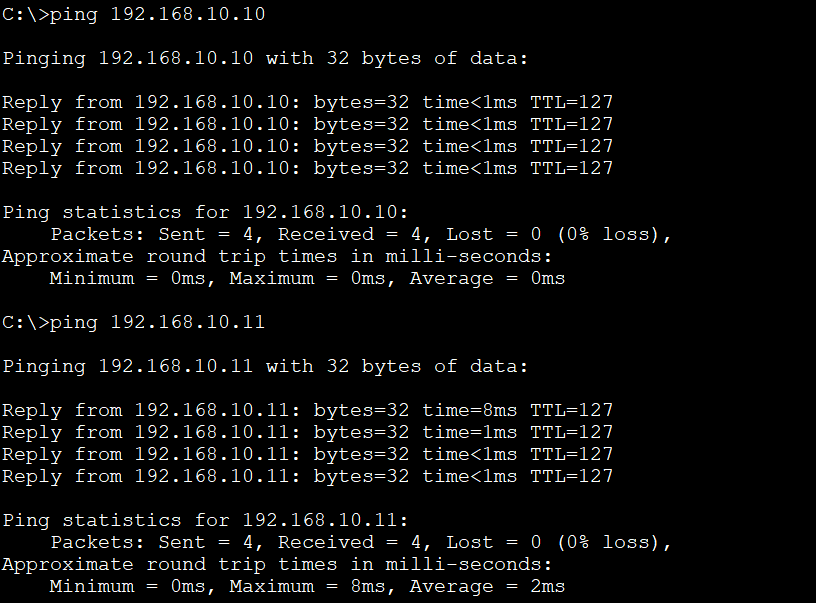 C:\>ping 192.168.10.10
Pinging 192.168.10.10 with 32 bytes of data:
Reply from 192.168.10.10: bytes=32 time<1ms TTL=127
Reply from 192.168.10.10: bytes=32 time<1ms TTL=127
Reply from 192.168.10.10: bytes=32 time<1ms TTL=127
Reply from 192.168.10.10: bytes=32 time<1ms TTL=127
Ping statistics for 192.168.10.10:
    Packets: Sent = 4, Received = 4, Lost = 0 (0% loss),
Approximate round trip times in milli-seconds:
    Minimum = 0ms, Maximum = 0ms, Average = 0ms
C:\>ping 192.168.10.11
Pinging 192.168.10.11 with 32 bytes of data:
Reply from 192.168.10.11: bytes=32 time=8ms TTL=127
Reply from 192.168.10.11: bytes=32 time=1ms TTL=127
Reply from 192.168.10.11: bytes=32 time<1ms TTL=127
Reply from 192.168.10.11: bytes=32 time<1ms TTL=127
Ping statistics for 192.168.10.11:
    Packets: Sent = 4, Received = 4, Lost = 0 (0% loss),
Approximate round trip times in milli-seconds:
    Minimum = 0ms, Maximum = 8ms, Average = 2ms